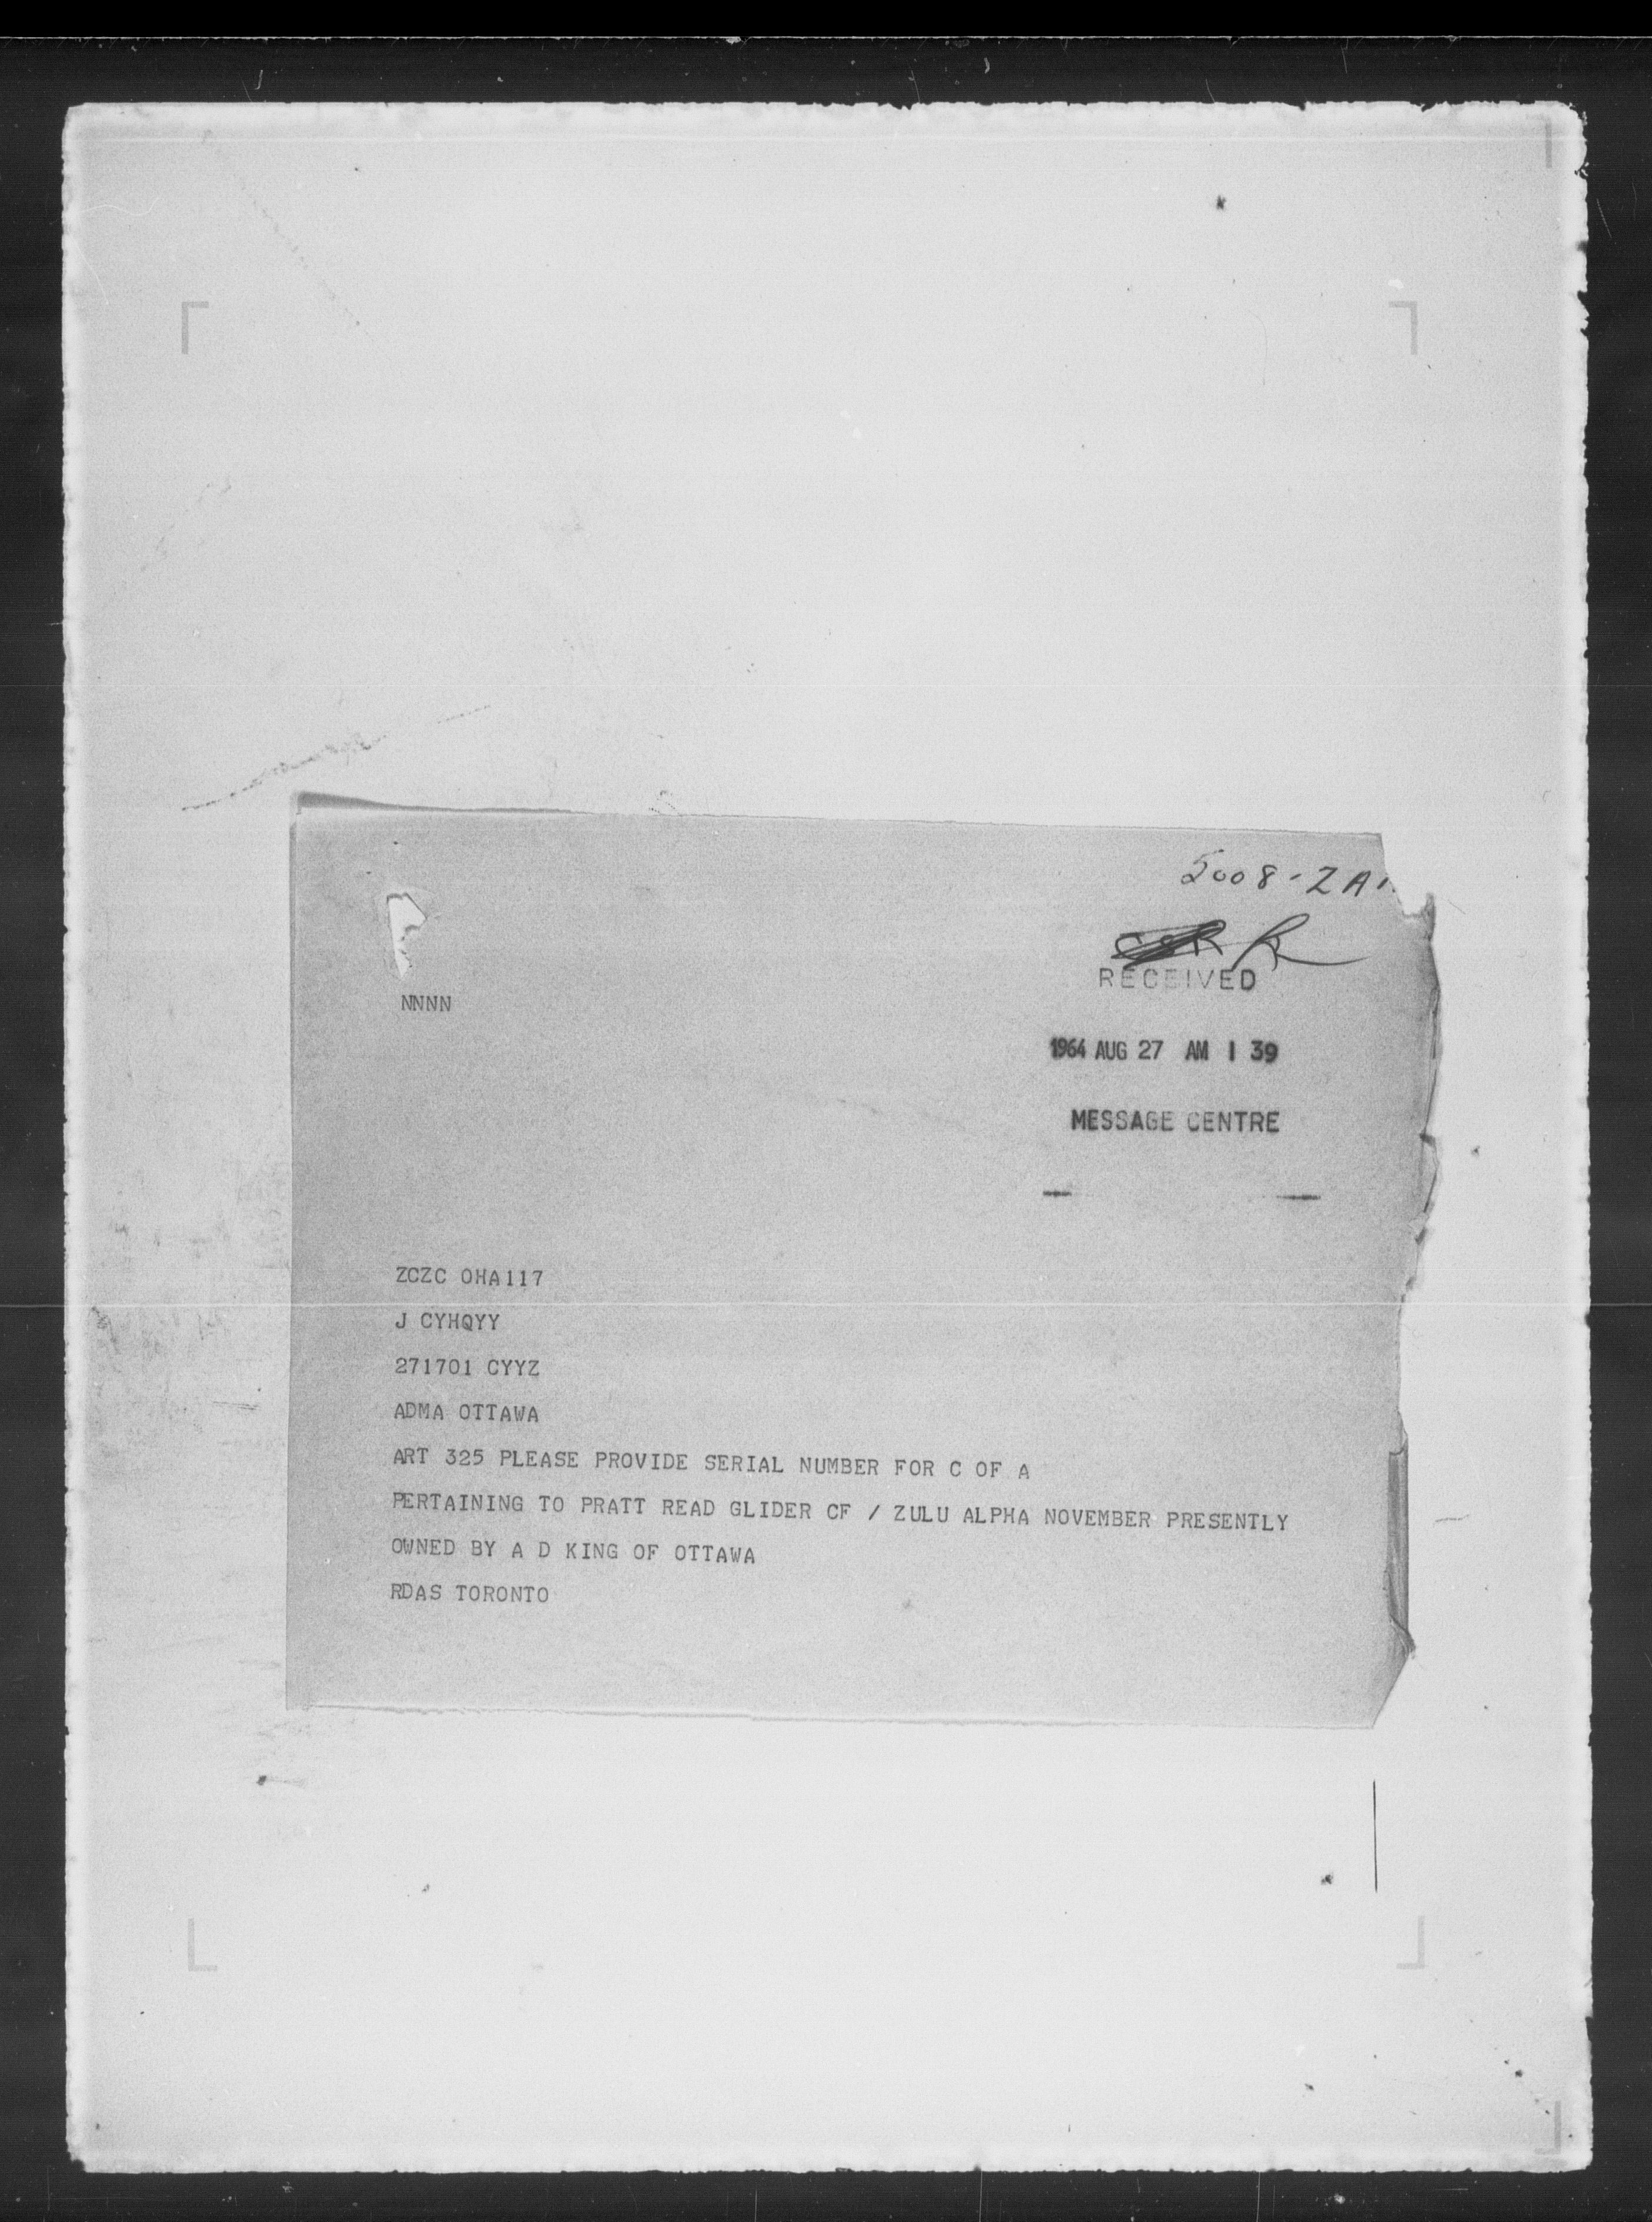 5008-ZA
R
RECEIVED
NNNN
1964 AUG 27 AM 1 39
MESSAGE CENTRE
ZCZC OHA117
J CYHQYY
271701 CYYZ
ADMA OTTAWA
ART 325 PLEASE PROVIDE SERIAL NUMBER FOR C OF A
PERTAINING TO PRATT READ GLIDER CF / ZULU ALPHA NOVEMBER PRESENTLY
OWNED BY A D KING OF OTTAWA
RDAS TORONTO